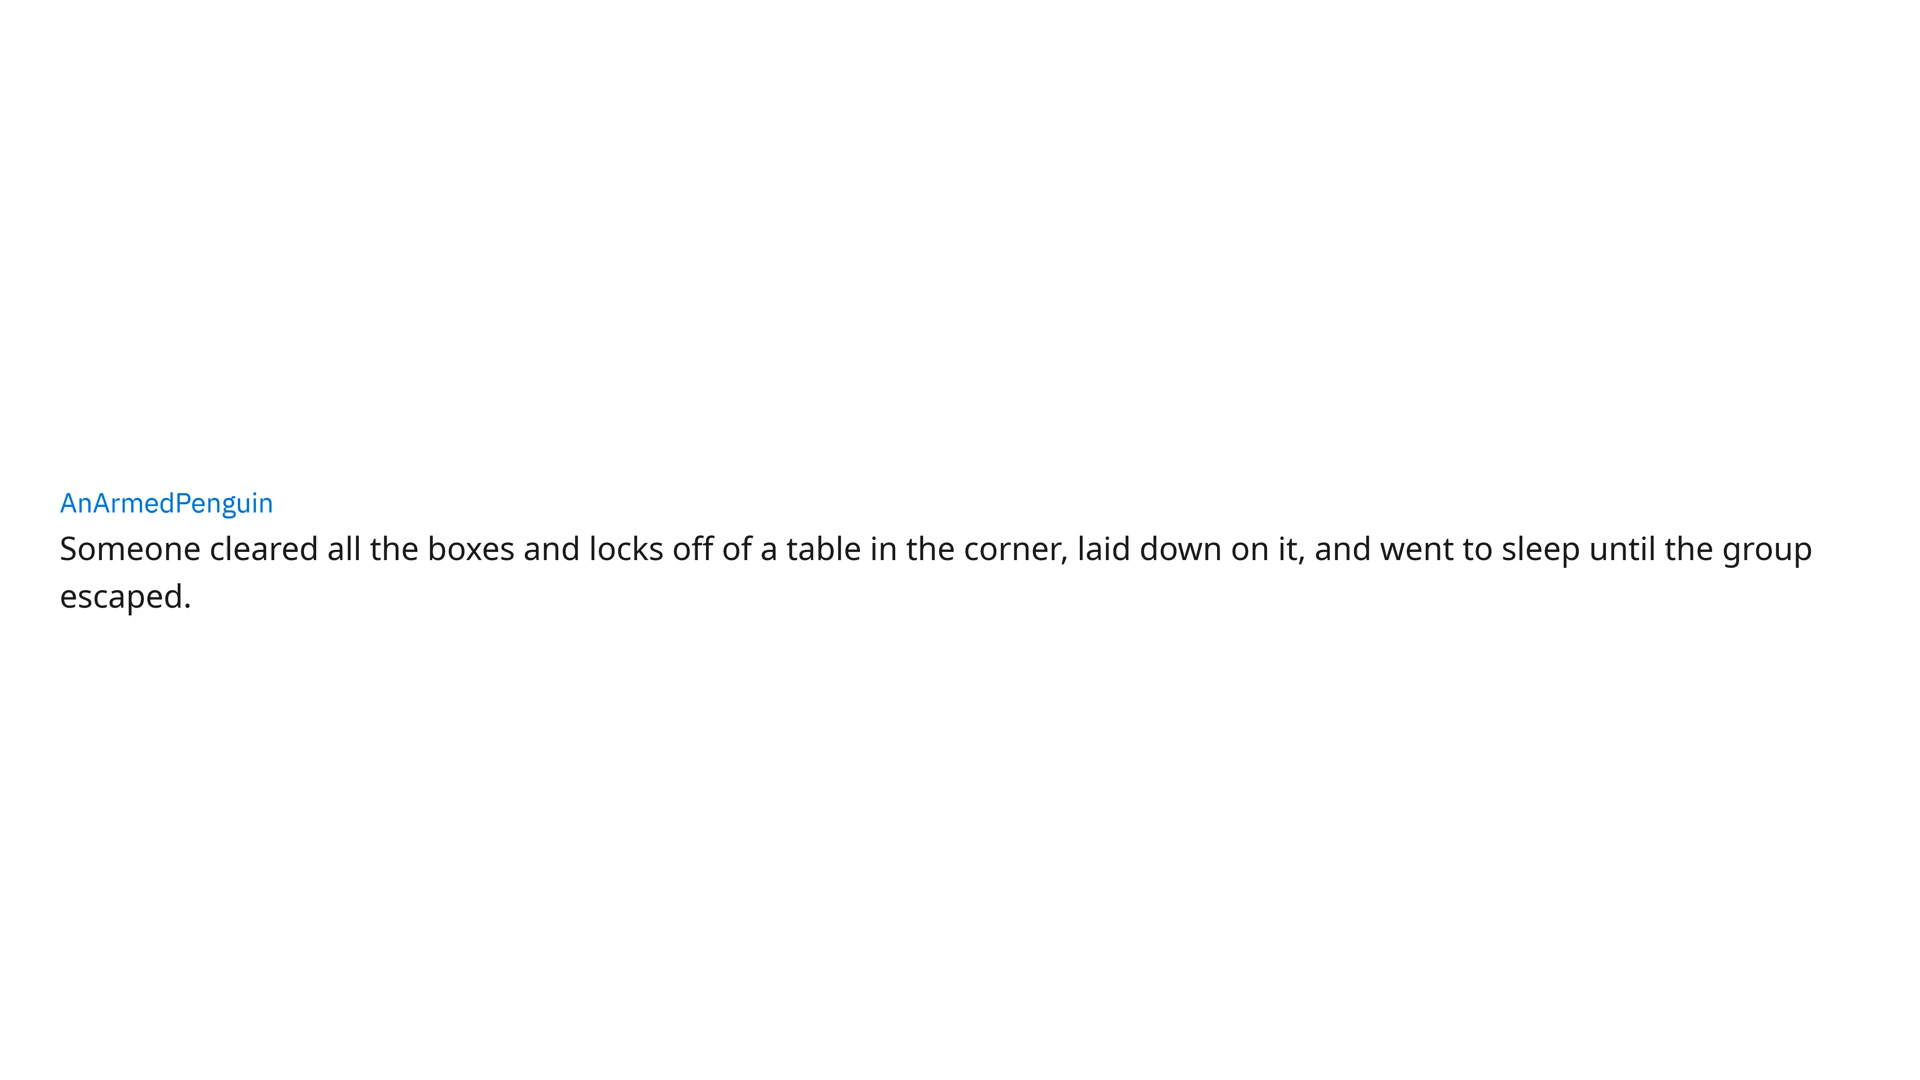 AnArmedPenguin
Someone cleared all the boxes and locks off of a table in the corner, laid down on it, and went to sleep until the group
escaped.